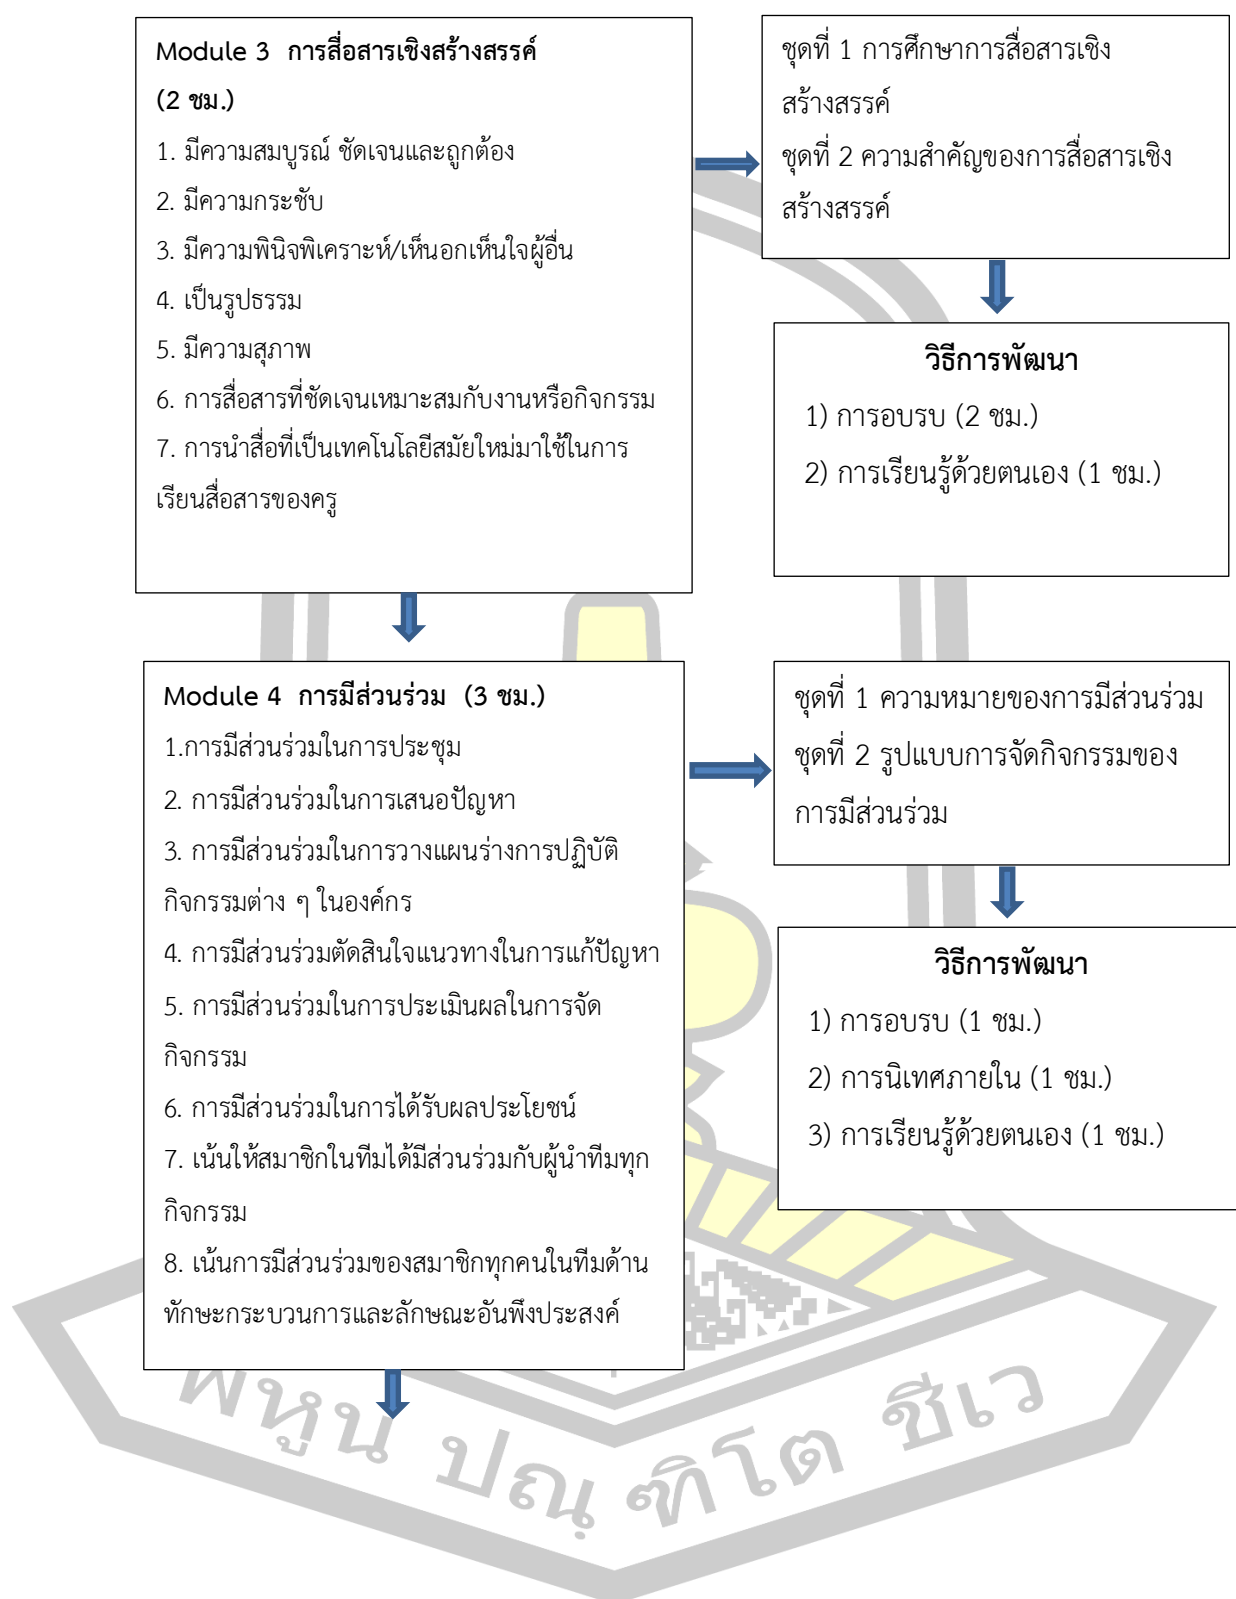 Module 3 การสื่อสารเชิงสร้างสรรค์
(2 ชม.)
1. มีความสมบูรณ์ ชัดเจนและถูกต้อง
2. มีความกระชับ
3. มีความพินิจพิเคราะห์/เห็นอกเห็นใจผู้อื่น
4. เป็นรูปธรรม
5. มีความสุภาพ
6. การสื่อสารที่ชัดเจนเหมาะสมกับงานหรือกิจกรรม
7. การนำสื่อที่เป็นเทคโนโลยีสมัยใหม่มาใช้ในการ
เรียนสื่อสารของครู
ชุดที่ 1 การศึกษาการสื่อสารเชิง
สร้างสรรค์
ชุดที่ 2 ความสำคัญของการสื่อสารเชิง
สร้างสรรค์
วิธีการพัฒนา
1) การอบรบ (2 ชม.)
2) การเรียนรู้ด้วยตนเอง (1 ชม.)
Module 4 การมีส่วนร่วม (3 ชม.)
1.การมีส่วนร่วมในการประชุม
2. การมีส่วนร่วมในการเสนอปัญหา
3. การมีส่วนร่วมในการวางแผนร่างการปฏิบัติ
กิจกรรมต่าง ๆ ในองค์กร
4. การมีส่วนร่วมตัดสินใจแนวทางในการแก้ปัญหา
5. การมีส่วนร่วมในการประเมินผลในการจัด
กิจกรรม
6. การมีส่วนร่วมในการได้รับผลประโยชน์
7. เน้นให้สมาชิกในทีมได้มีส่วนร่วมกับผู้นำทีมทุก
กิจกรรม
8. เน้นการมีส่วนร่วมของสมาชิกทุกคนในทีมด้าน
ทักษะกระบวนการและลักษณะอันพึงประสงค์
ชุดที่ 1 ความหมายของการมีส่วนร่วม
ชุดที่ 2 รูปแบบการจัดกิจกรรมของ
การมีส่วนร่วม
วิธีการพัฒนา
1) การอบรบ (1 ชม.)
2) การนิเทศภายใน (1 ชม.)
3) การเรียนรู้ด้วยตนเอง (1 ชม.)
พหูน ปณฺ ฑิโต ชีเว